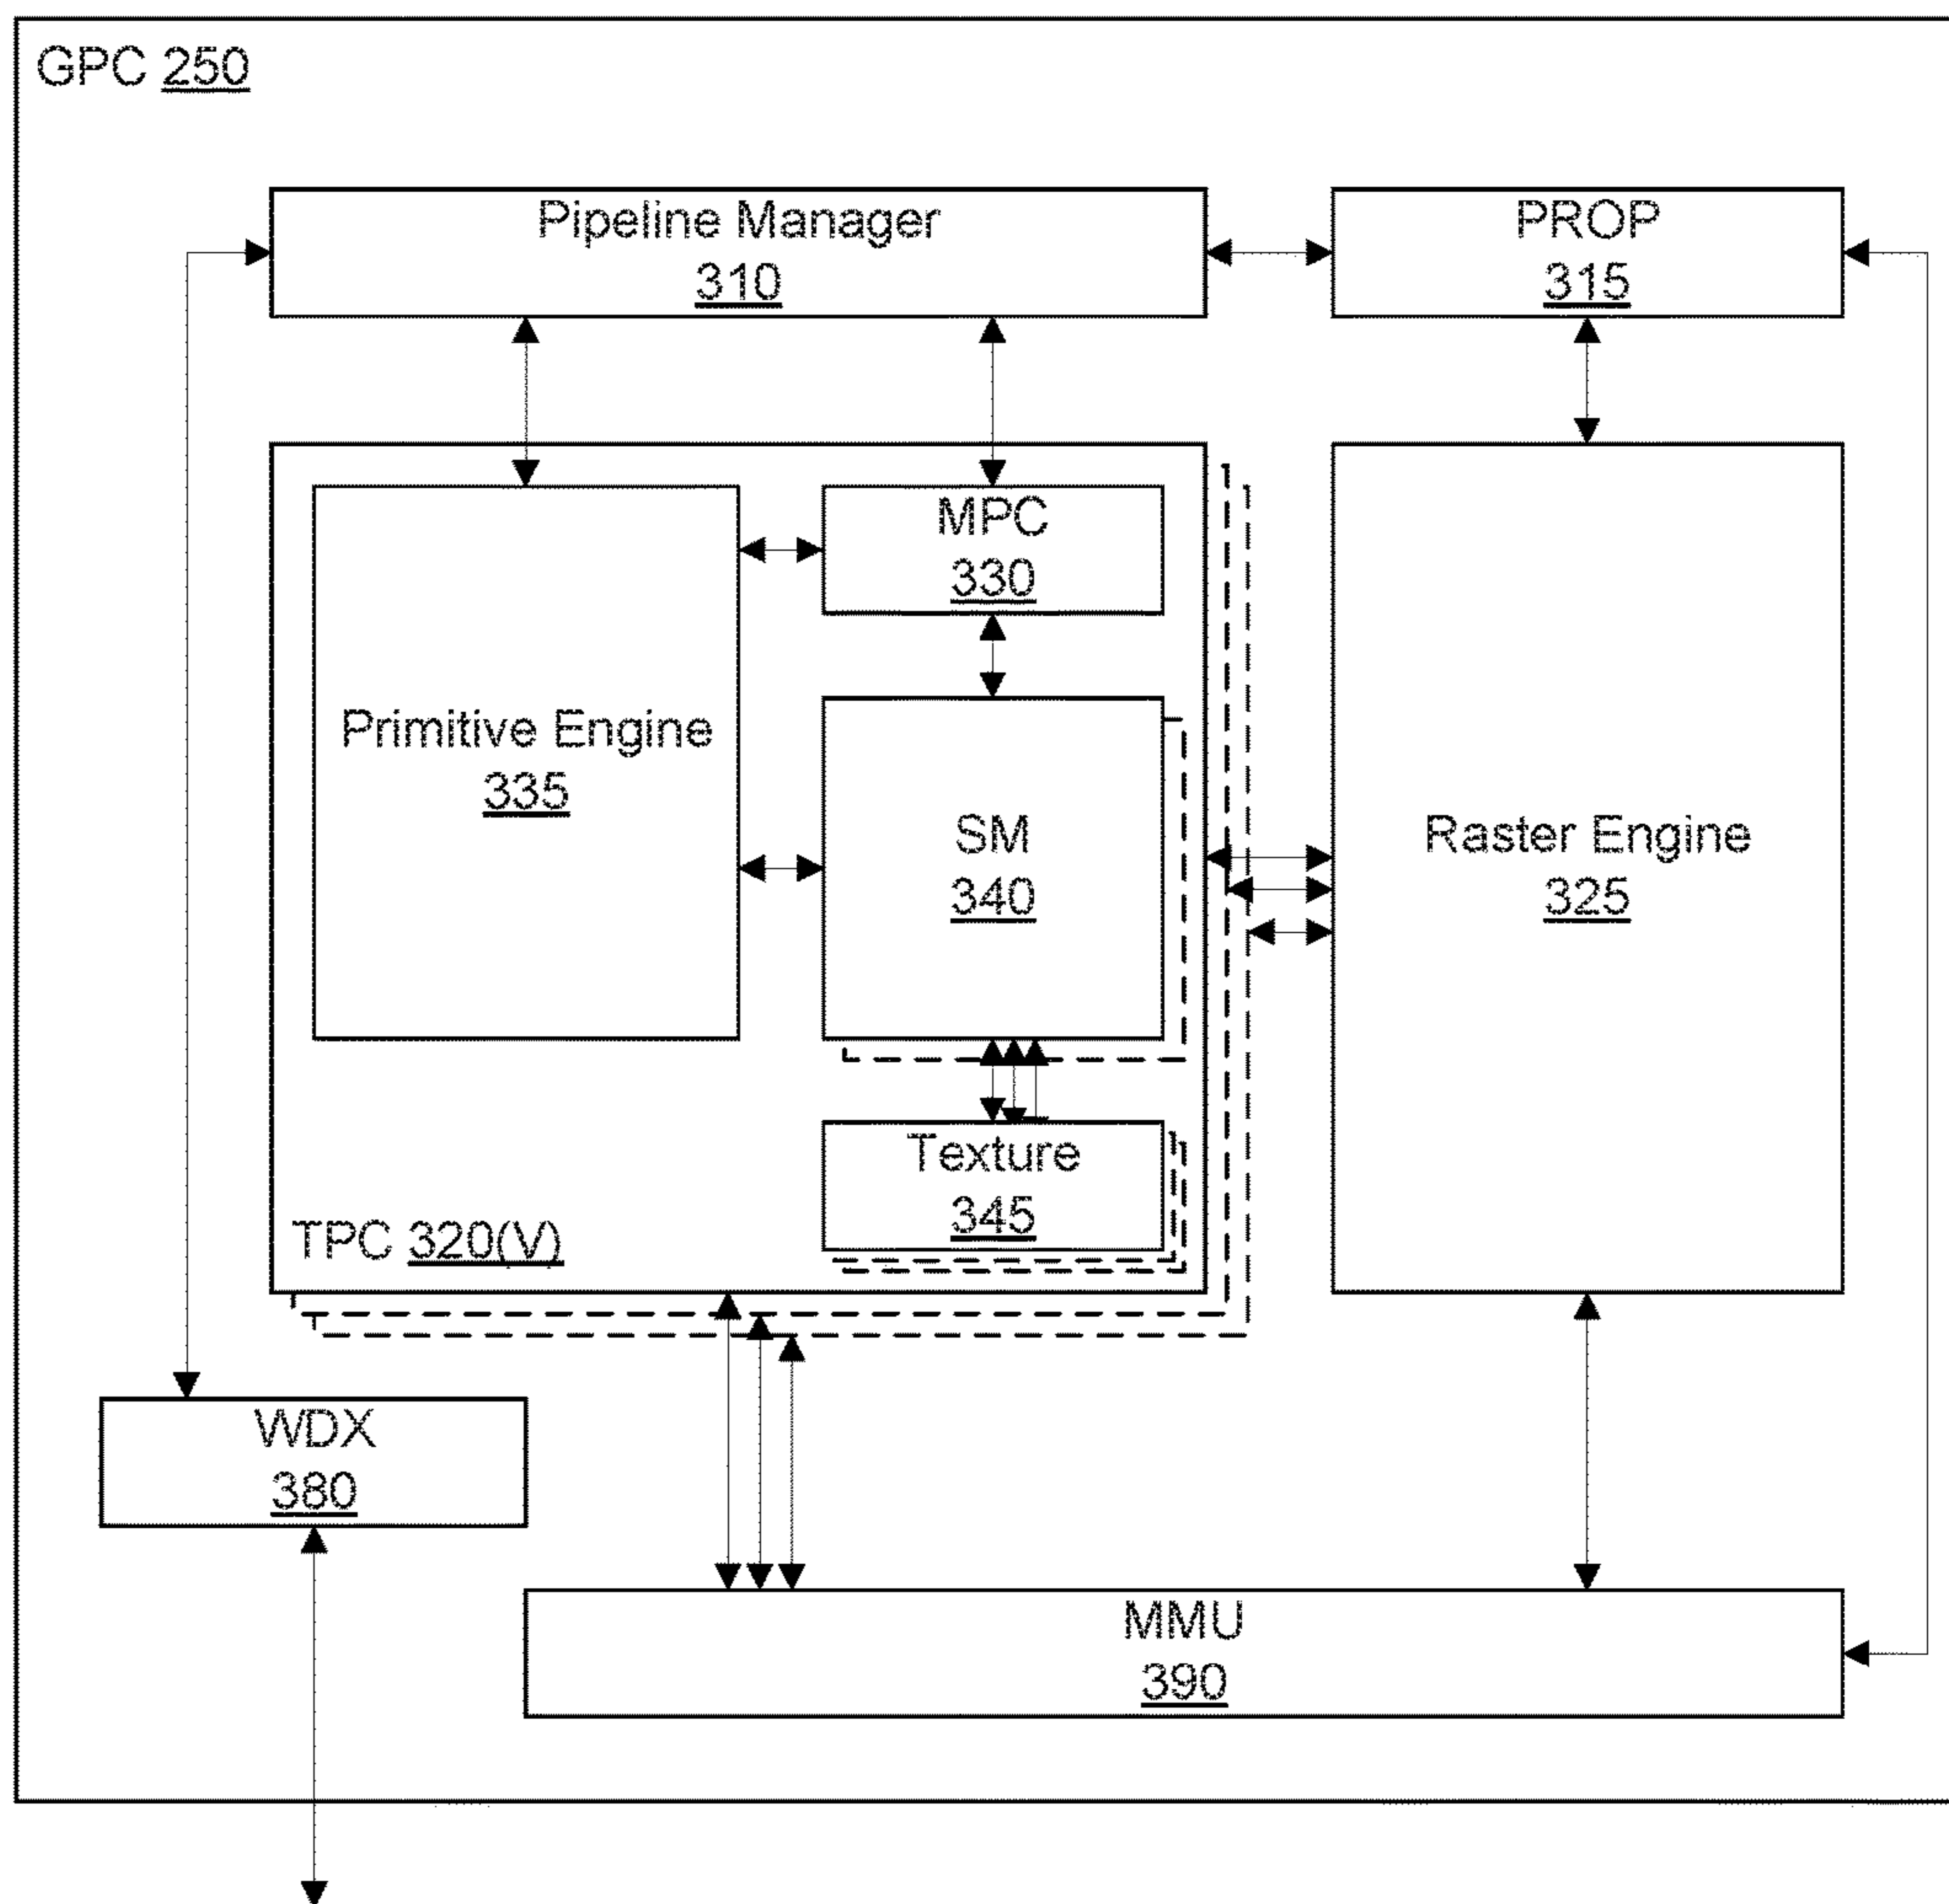 GPC 250
Pipeline Manager
310
PROP
315
MPC
330
Primitive Engine
335
SM
340
Raster Engine
325
Texture
345
TPC 320(V)
WDX
380
MMU
390